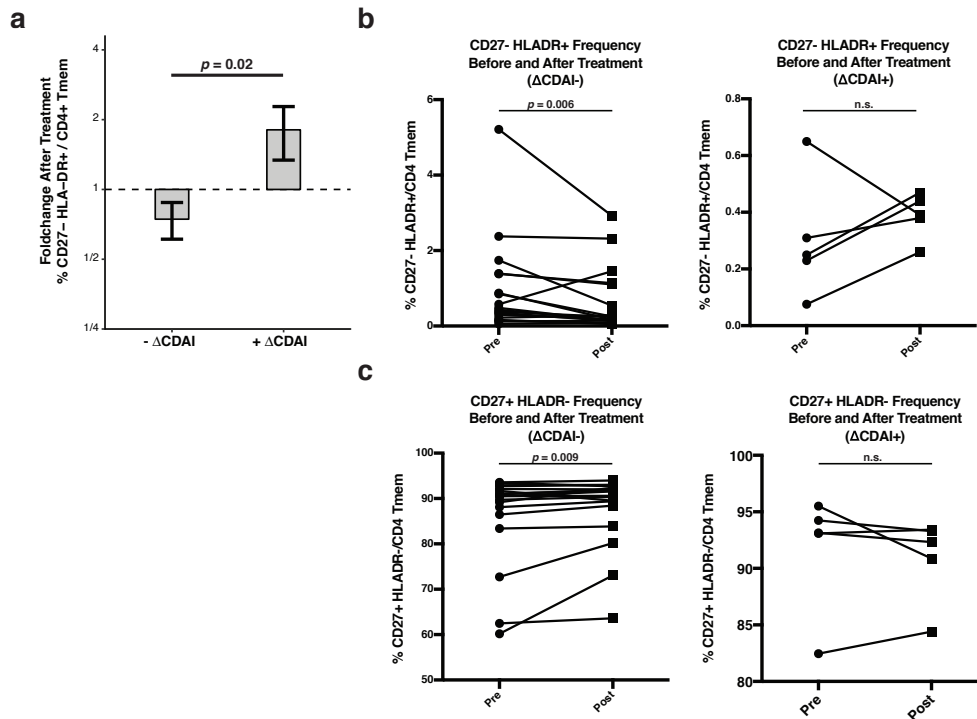 a
Foldchange After Treatment
% CD27− HLA−DR+ / CD4+ Tmem
4
2
1
1/2
1/4
p = 0.02
- ΔCDAI
+ ΔCDAI
b
CD27- HLADR+ Frequency
Before and After Treatment
(ΔCDAI-)
p = 0.006
% CD27- HLADR+/CD4 Tmem
6
4
2
0
Pre
Post
CD27- HLADR+ Frequency
Before and After Treatment
(ΔCDAI+)
n.s.
% CD27- HLADR+/CD4 Tmem
0.8
0.6
0.4
0.2
0.0
Pre
Post
c
CD27+ HLADR- Frequency
Before and After Treatment
(ΔCDAI-)
p = 0.009
% CD27+ HLADR-/CD4 Tmem
100
90
80
70
60
50
Pre
Post
CD27+ HLADR- Frequency
Before and After Treatment
(ΔCDAI+)
n.s.
% CD27+ HLADR-/CD4 Tmem
100
95
90
85
80
Pre
Post